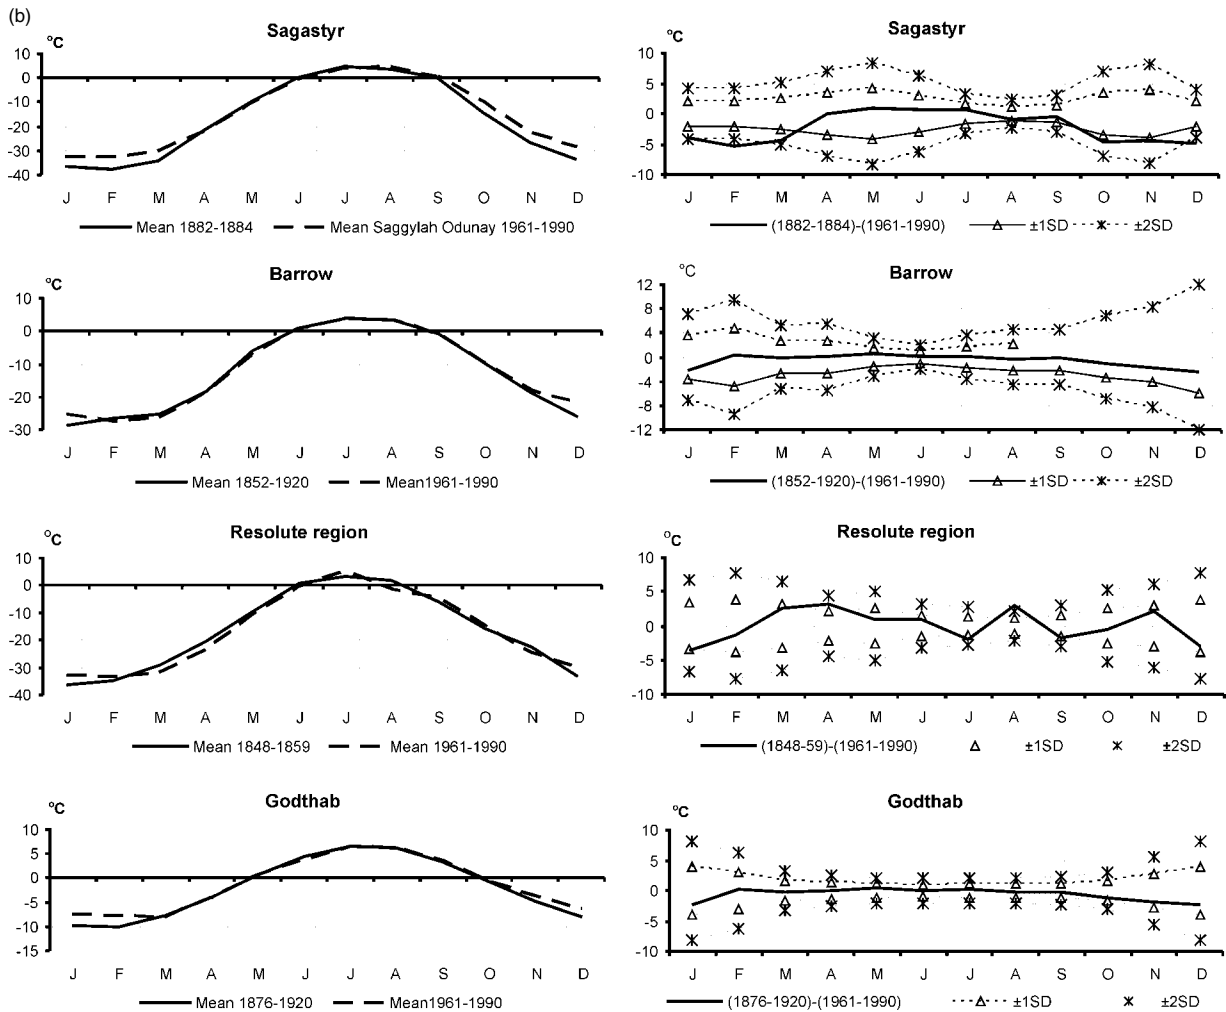 (b)
Sagastyr
°C
10
0
-10
-20
-30
-40
J F M A M J J A S O N D
Mean 1882-1884 Mean Saggylah Odunay 1961-1990
Sagastyr
°C
10
5
0
-5
-10
J F M A M J J A S O N D
(1882-1884)-(1961-1990) ±1SD ±2SD
Barrow
°C
10
0
-10
-20
-30
J F M A M J J A S O N D
Mean 1852-1920 Mean1961-1990
Barrow
°C
12
8
4
0
-4
-8
-12
J F M A M J J A S O N D
(1852-1920)-(1961-1990) ±1SD ±2SD
Resolute region
°C
10
0
-10
-20
-30
-40
J F M A M J J A S O N D
Mean 1848-1859 Mean 1961-1990
Resolute region
°C
10
5
0
-5
-10
J F M A M J J A S O N D
(1848-59)-(1961-1990) ±1SD ±2SD
Godthab
°C
10
5
0
-5
-10
-15
J F M A M J J A S O N D
Mean 1876-1920 Mean1961-1990
Godthab
°C
10
5
0
-5
-10
J F M A M J J A S O N D
(1876-1920)-(1961-1990) ±1SD ±2SD